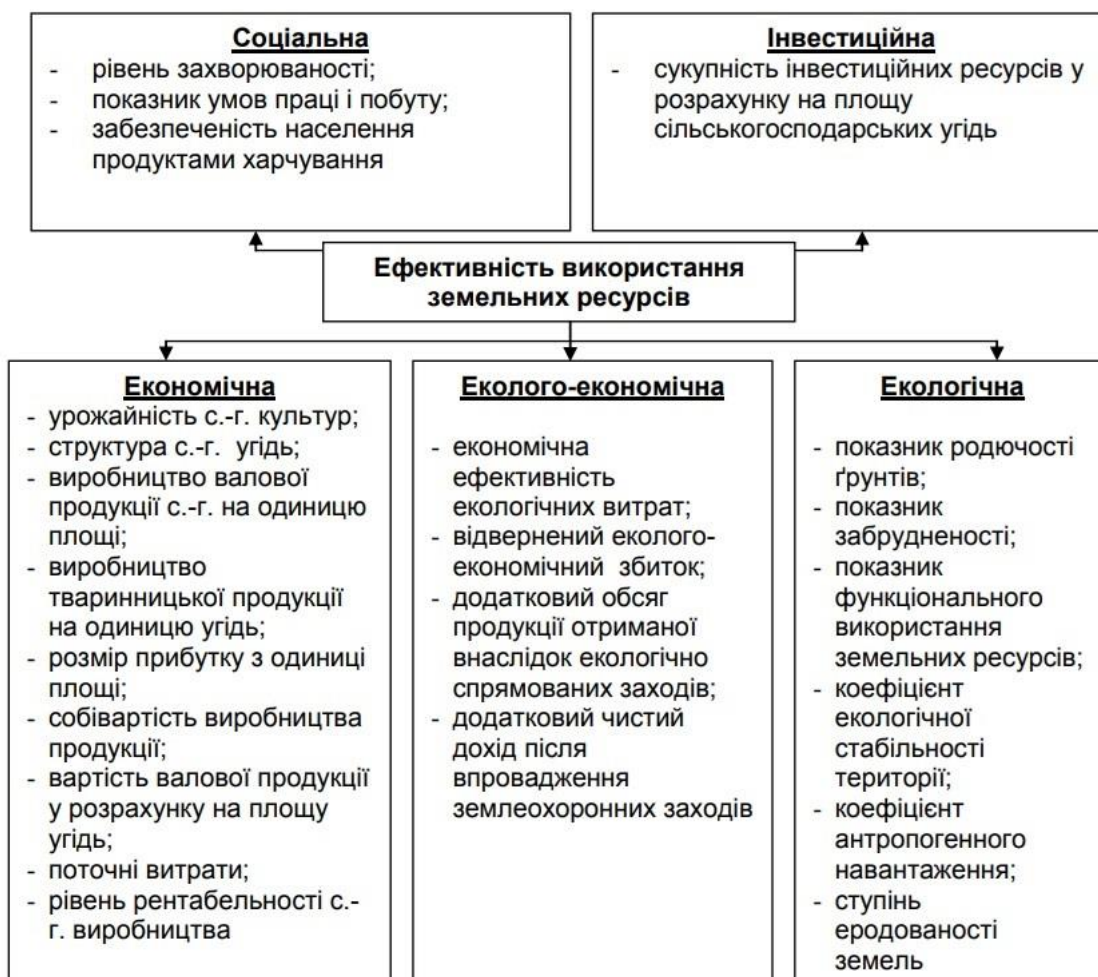 Соціальна
- рівень захворюваності;
- показник умов праці і побуту;
- забезпеченість населення
продуктами харчування
Інвестиційна
- сукупність інвестиційних ресурсів у
розрахунку на площу
сільськогосподарських угідь
Ефективність використання
земельних ресурсів
Економічна
- урожайність с.-г. культур;
- структура с.-г. угідь;
- виробництво валової
продукції с.-г. на одиницю
площі;
- виробництво
тваринницької продукції
на одиницю угідь;
- розмір прибутку з одиниці
площі;
- собівартість виробництва
продукції;
- вартість валової продукції
у розрахунку на площу
угідь;
- поточні витрати;
- рівень рентабельності с.-
г. виробництва
Еколого-економічна
- економічна
ефективність
екологічних витрат;
- відвернений еколого-
економічний збиток;
- додатковий обсяг
продукції отриманої
внаслідок екологічно
спрямованих заходів;
- додатковий чистий
дохід після
впровадження
землеохоронних заходів
Екологічна
- показник родючості
ґрунтів;
- показник
забрудненості;
- показник
функціонального
використання
земельних ресурсів;
- коефіцієнт
екологічної
стабільності
території;
- коефіцієнт
антропогенного
навантаження;
- ступінь
еродованості
земель